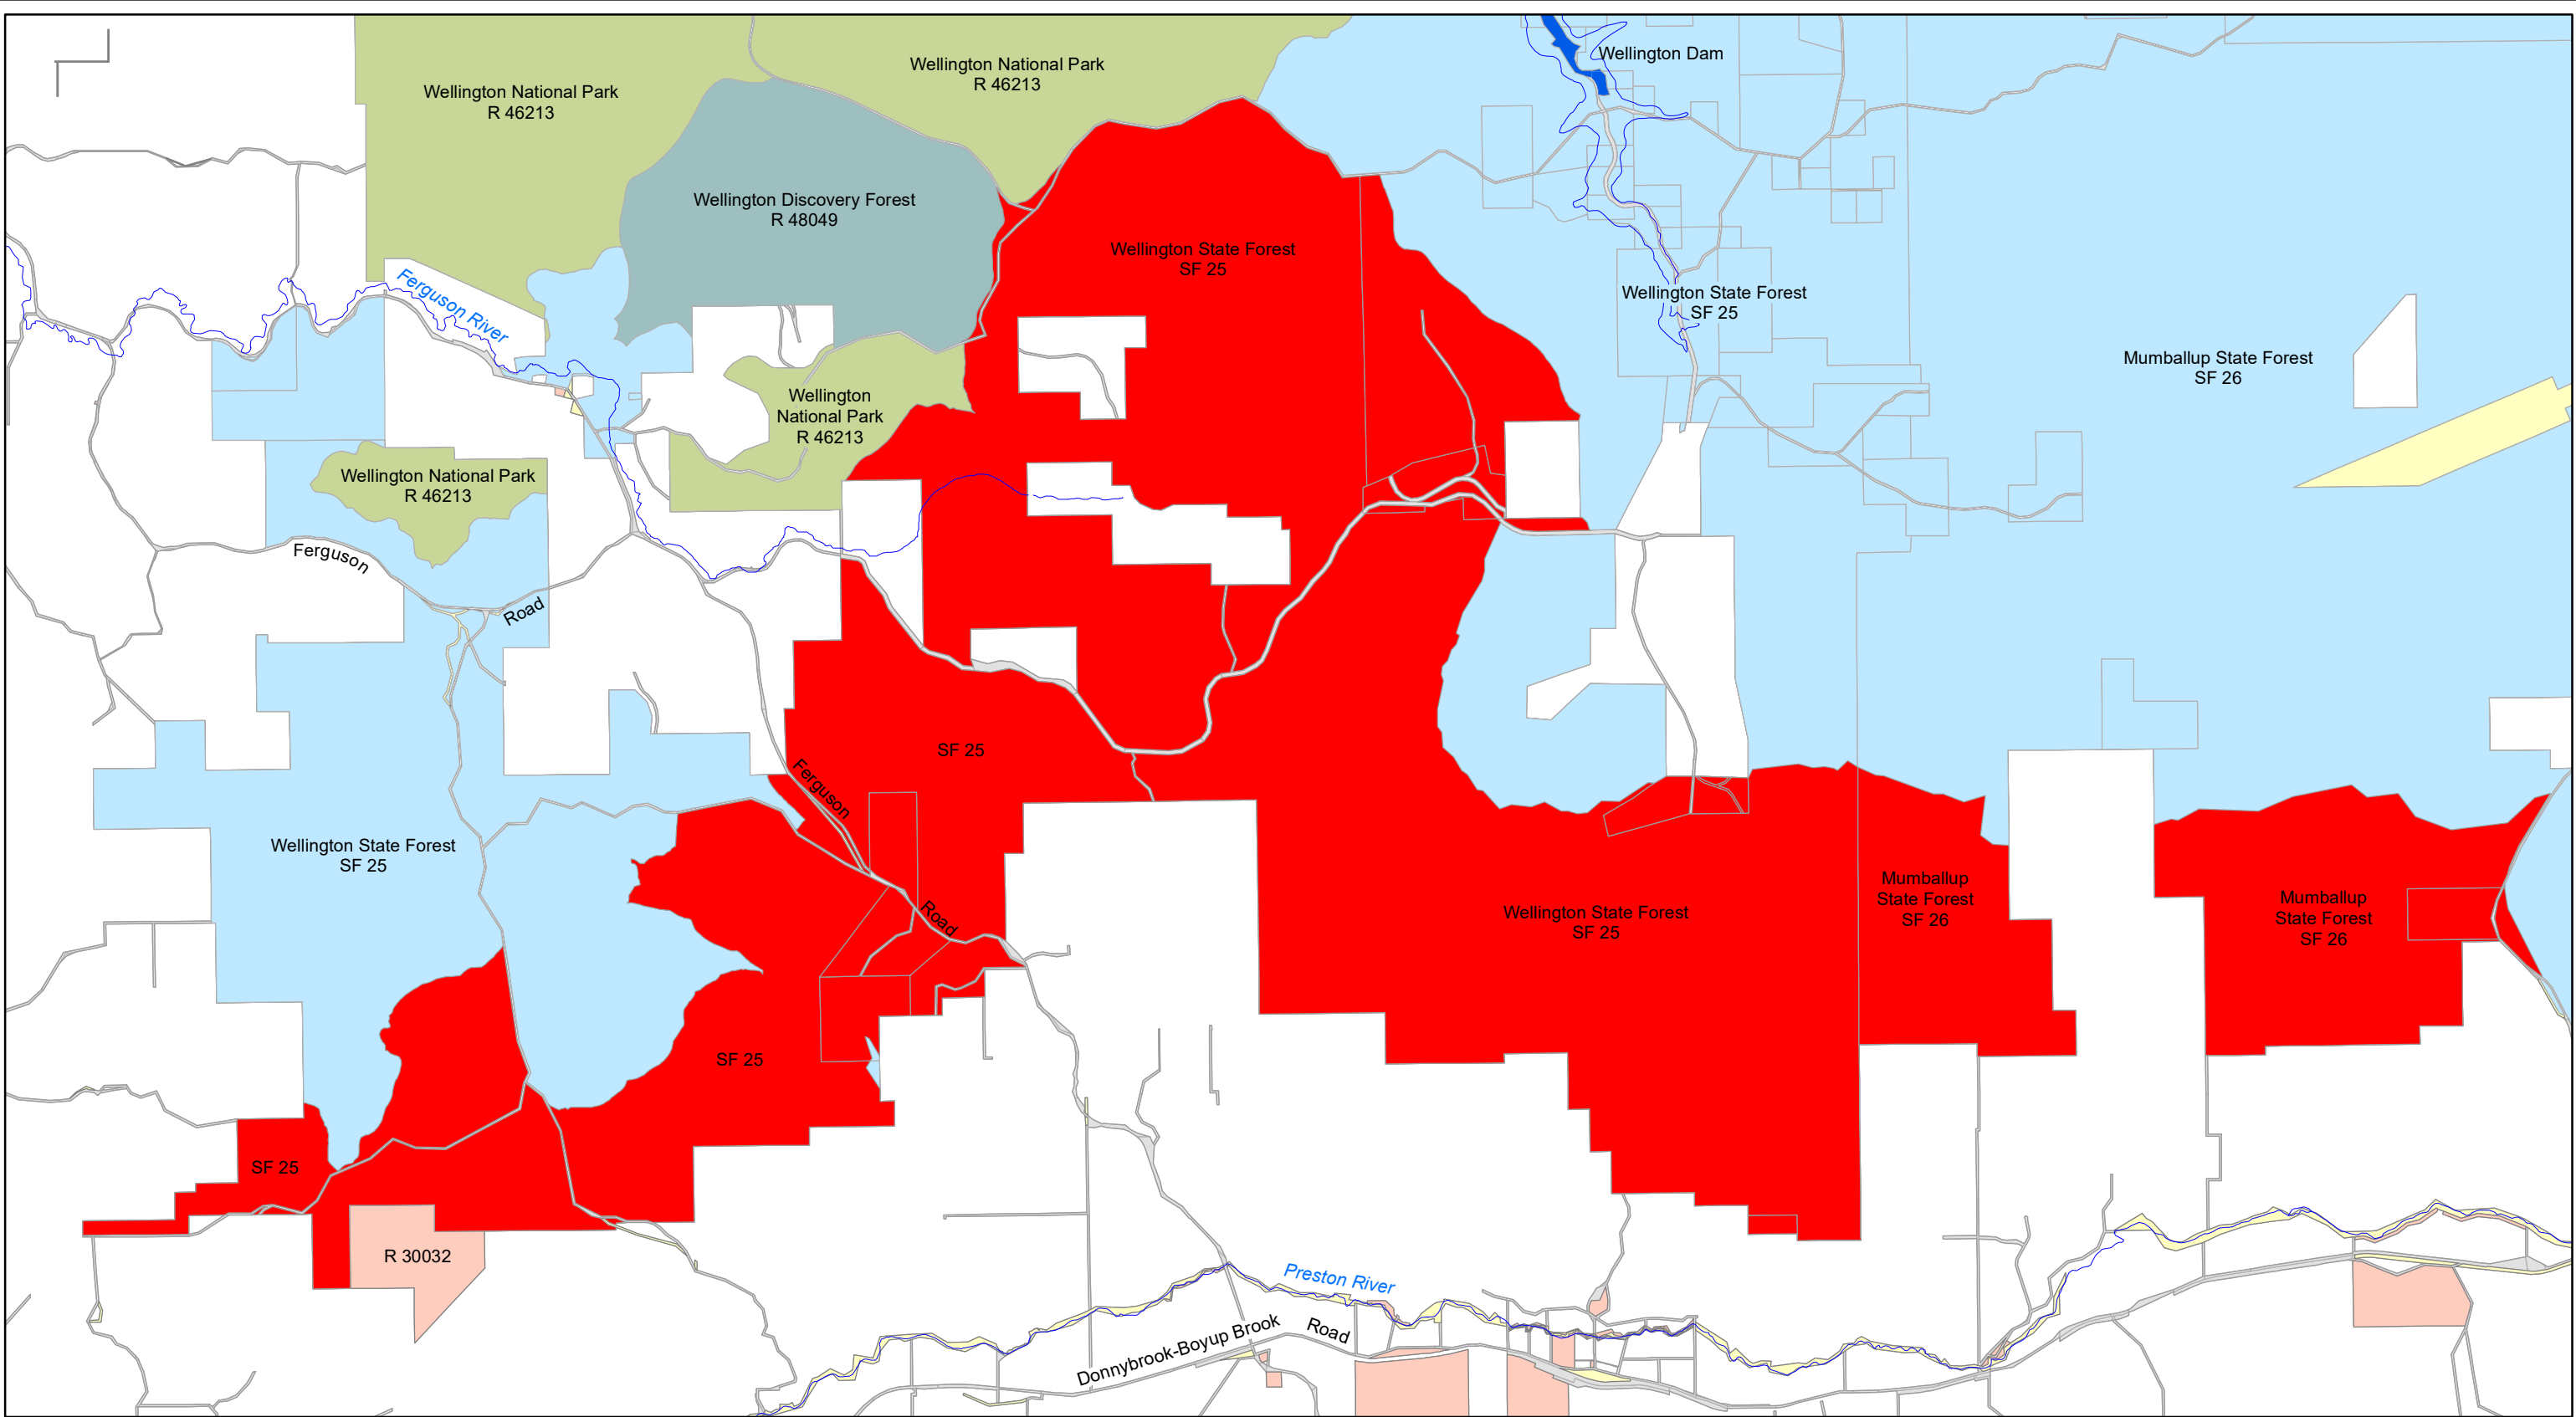 Wellington Dam
Wellington National Park
R 46213
Wellington National Park
R 46213
Wellington Discovery Forest
R 48049
Wellington State Forest
SF 25
Ferguson River
Wellington State Forest
SF 25
Mumballup State Forest
SF 26
Wellington
National Park
R 46213
Wellington National Park
R 46213
Ferguson
Road
SF 25
Ferguson
Road
Wellington State Forest
SF 25
Mumballup
State Forest
SF 26
Mumballup
State Forest
SF 26
Wellington State Forest
SF 25
SF 25
SF 25
R 30032
Preston River
Donnybrook-Boyup Brook
Road